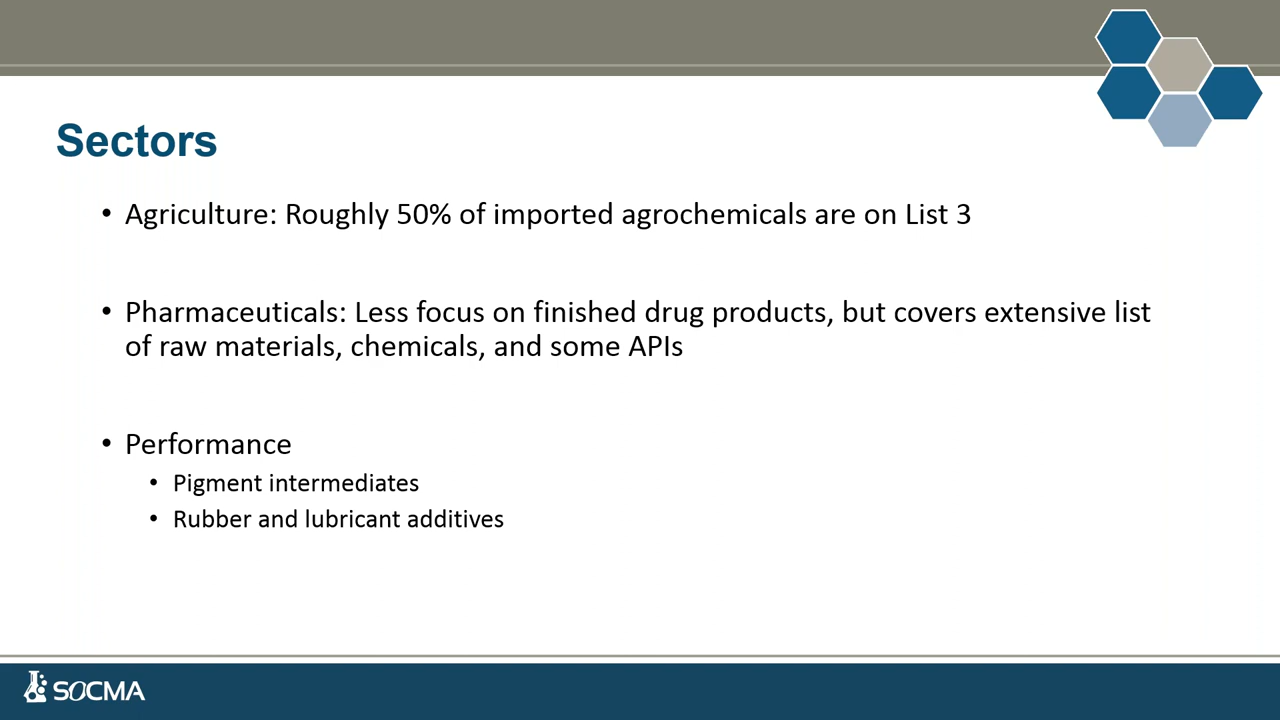 Sectors
• Agriculture: Roughly 50% of imported agrochemicals are on List 3
• Pharmaceuticals: Less focus on finished drug products, but covers extensive list
of raw materials, chemicals, and some APIs
• Performance
• Pigment intermediates
• Rubber and lubricant additives
SOCMA